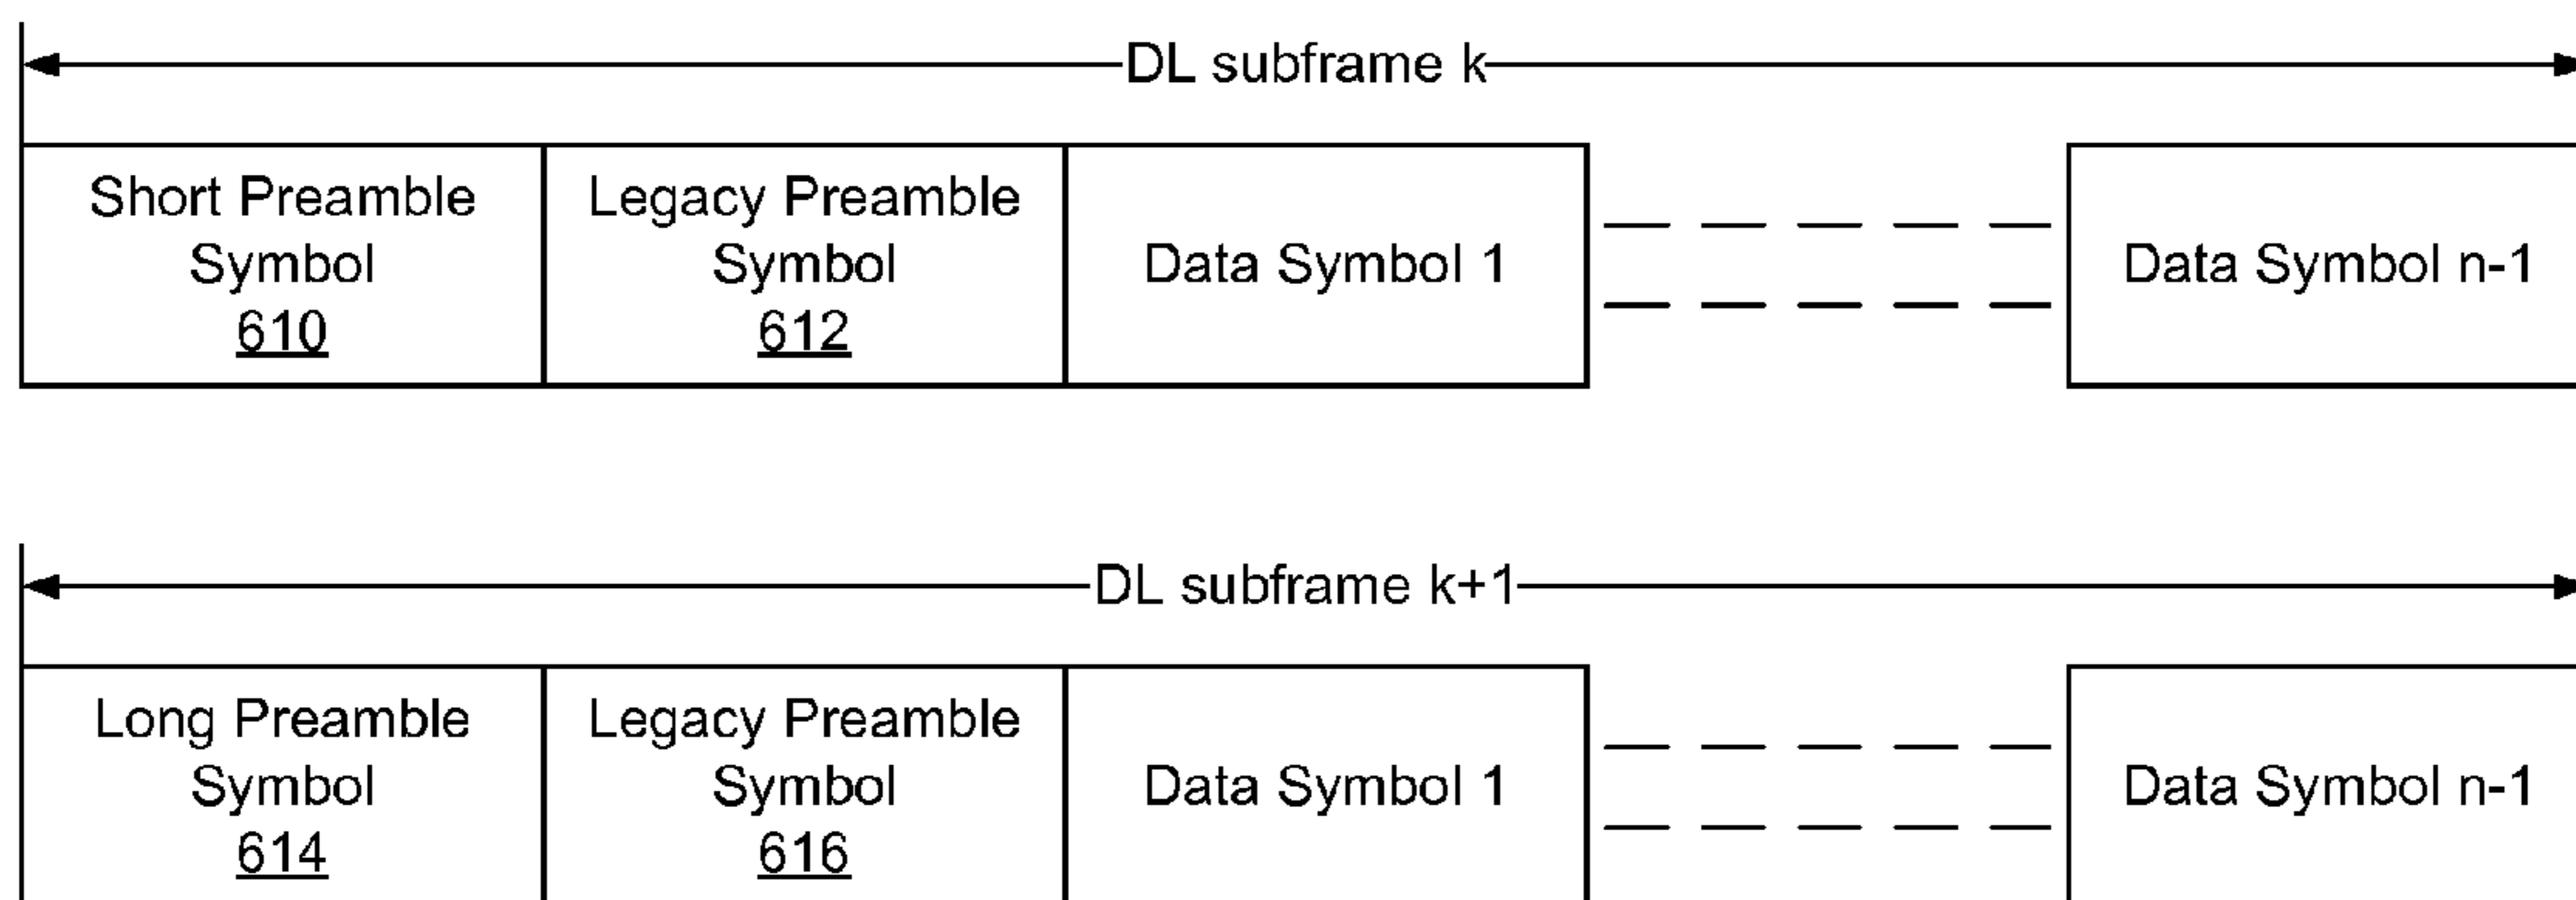 DL subframe k
Short Preamble
Symbol
610
Legacy Preamble
Symbol
612
Data Symbol 1
Data Symbol n-1
DL subframe k+1
Long Preamble
Symbol
614
Legacy Preamble
Symbol
616
Data Symbol 1
Data Symbol n-1